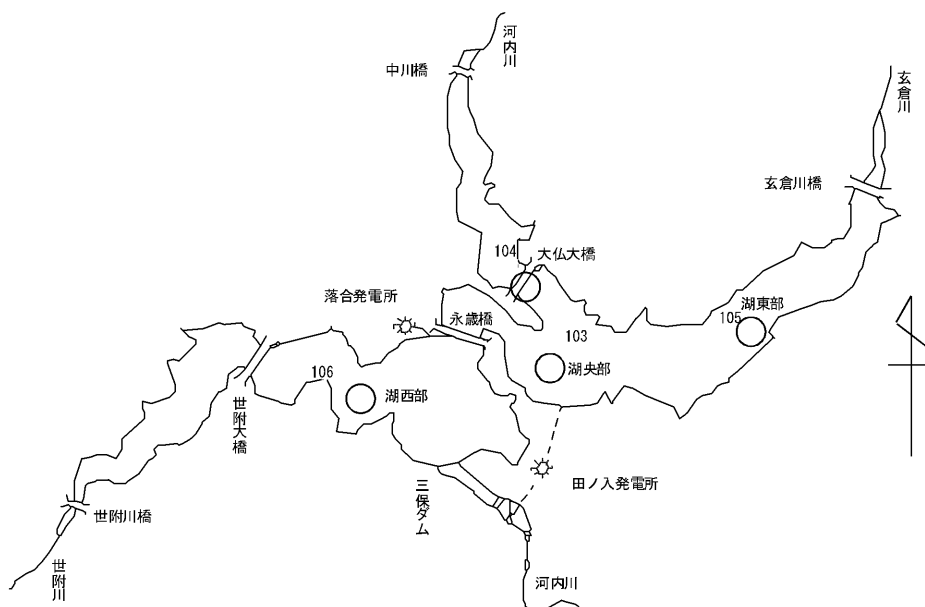 河内川
中川橋
玄倉川
玄倉川橋
104
大仏大橋
落合発電所
永歳橋
湖東部
105
103
湖央部
106
湖西部
世附大橋
田ノ入発電所
三保ダム
世附川橋
世附川
河内川